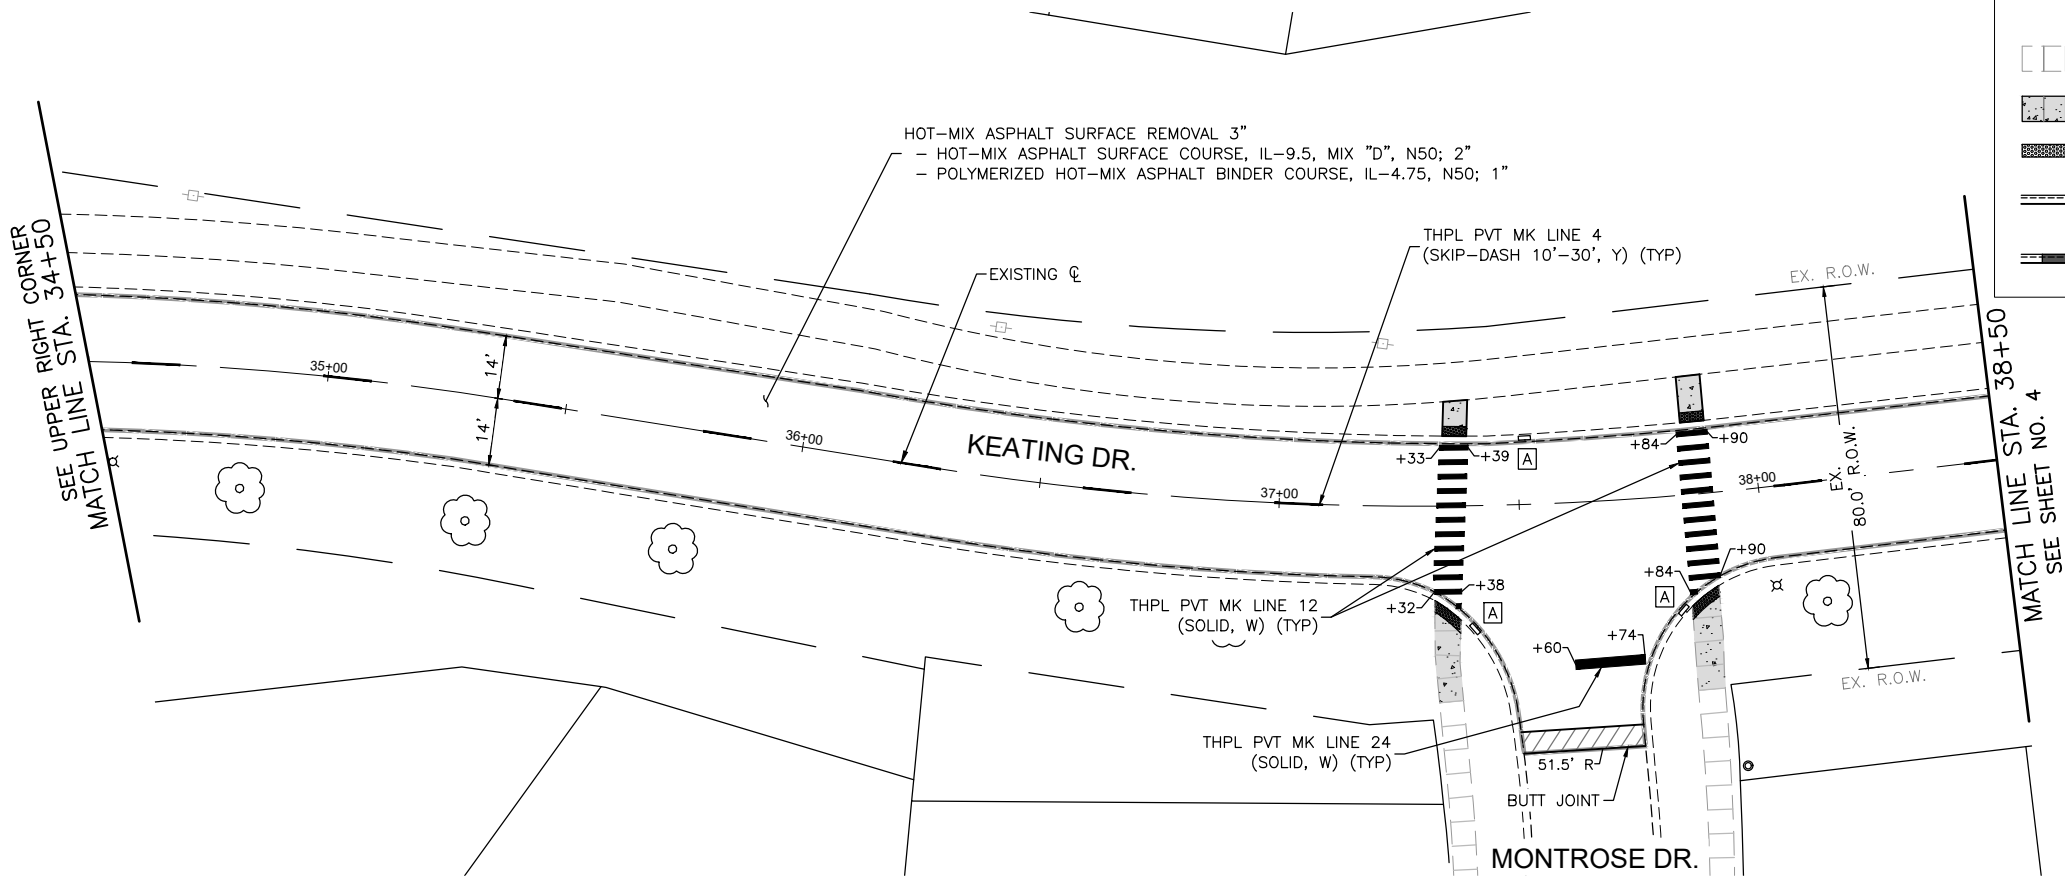 HOT-MIX ASPHALT SURFACE REMOVAL 3"
- HOT-MIX ASPHALT SURFACE COURSE, IL-9.5, MIX "D", N50; 2"
- POLYMERIZED HOT-MIX ASPHALT BINDER COURSE, IL-4.75, N50; 1"
SEE UPPER RIGHT CORNER
MATCH LINE STA. 34+50
THPL PVT MK LINE 4
(SKIP-DASH 10'-30', Y) (TYP)
EXISTING ℄
EX. R.O.W.
35+00
14'
14'
36+00
KEATING DR.
37+00
38+00
+33
+39
A
+84
+90
EX.
80.0' R.O.W.
MATCH LINE STA. 38+50
SEE SHEET NO. 4
+90
+84
A
+38
+32
A
THPL PVT MK LINE 12
(SOLID, W) (TYP)
+60
+74
EX. R.O.W.
THPL PVT MK LINE 24
(SOLID, W) (TYP)
51.5' R
BUTT JOINT
MONTROSE DR.